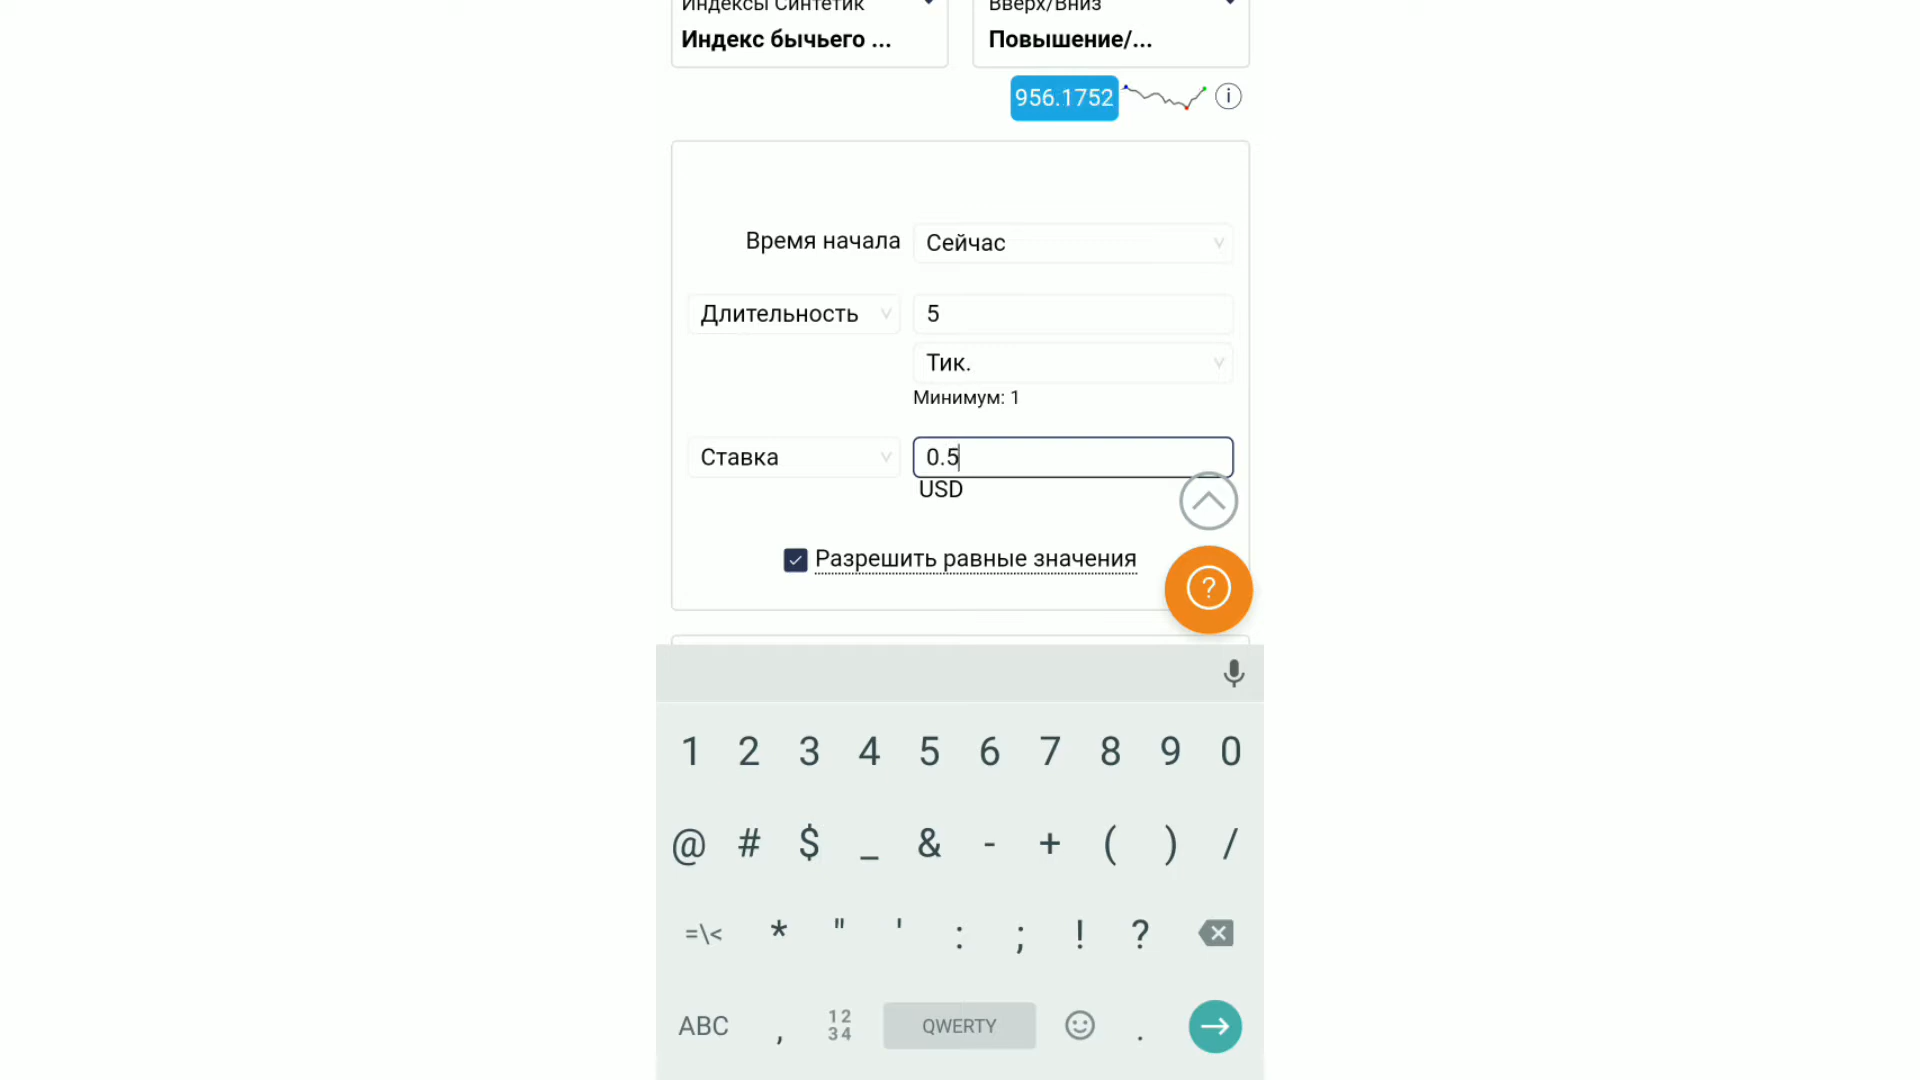 Индексы Синтетик
Вверх/Вниз
Индекс бычьего ...
Повышение/...
956.1752
Время начала
Сейчас
Длительность
5
Тик.
Минимум: 1
Ставка
0.5
USD
Разрешить равные значения
?
1 2 3 4 5 6 7 8 9 0
@ # $ _ & - + ( ) /
=\< * " ' : ; ! ?
ABC , 12 34 QWERTY .